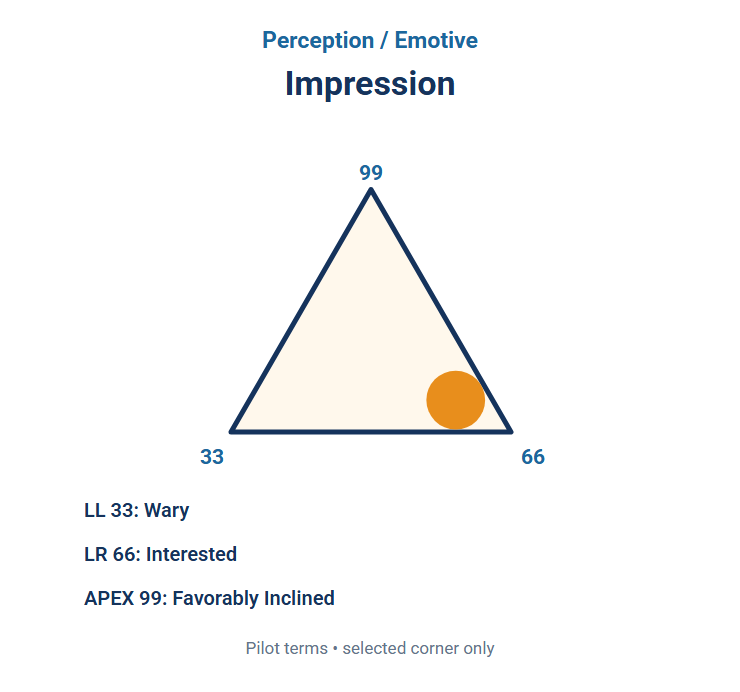 Perception / Emotive
Impression
99
33
66
LL 33: Wary
LR 66: Interested
APEX 99: Favorably Inclined
Pilot terms • selected corner only